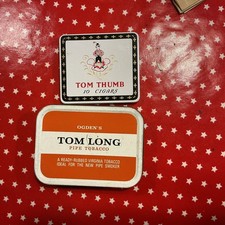 TOM THUMB
10 CIGARS
OGDEN'S
TOM LONG
PIPE TOBACCO
A READY-RUBBED VIRGINIA TOBACCO
IDEAL FOR THE NEW PIPE SMOKER